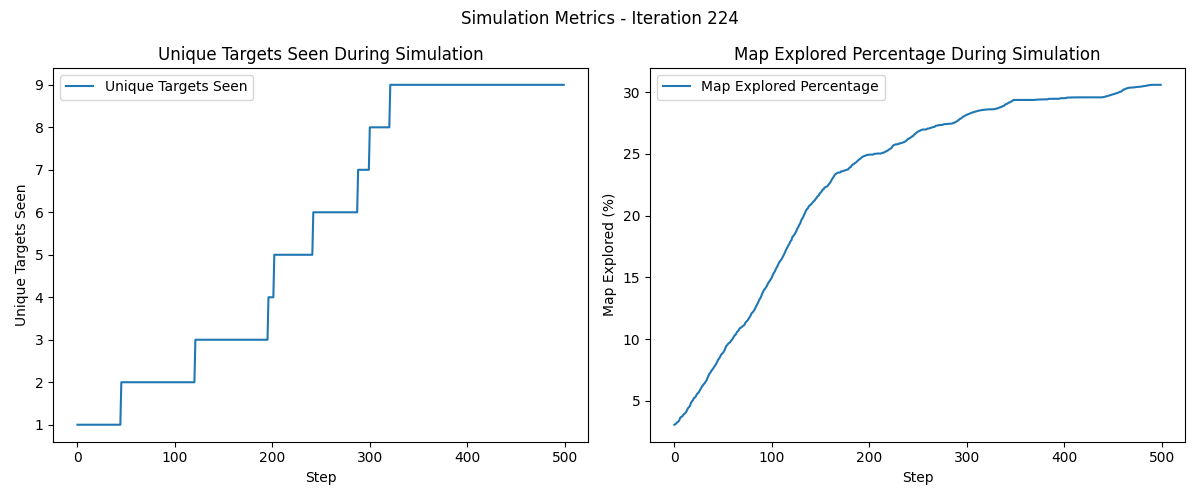 Simulation Metrics - Iteration 224
Unique Targets Seen During Simulation
Unique Targets Seen
9
8
7
6
5
4
3
2
1
Unique Targets Seen
0 100 200 300 400 500
Step
Map Explored Percentage During Simulation
Map Explored Percentage
30
25
20
15
10
5
Map Explored (%)
0 100 200 300 400 500
Step